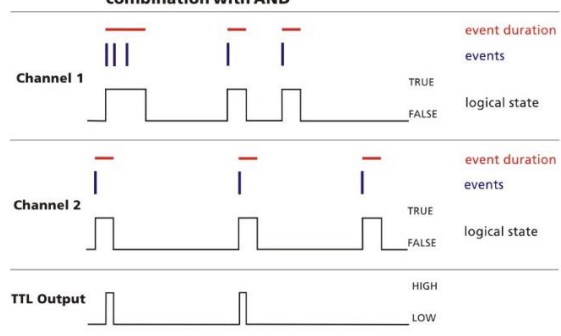 combination with AND
event duration
events
Channel 1
TRUE
logical state
FALSE
event duration
events
Channel 2
TRUE
logical state
FALSE
HIGH
TTL Output
LOW